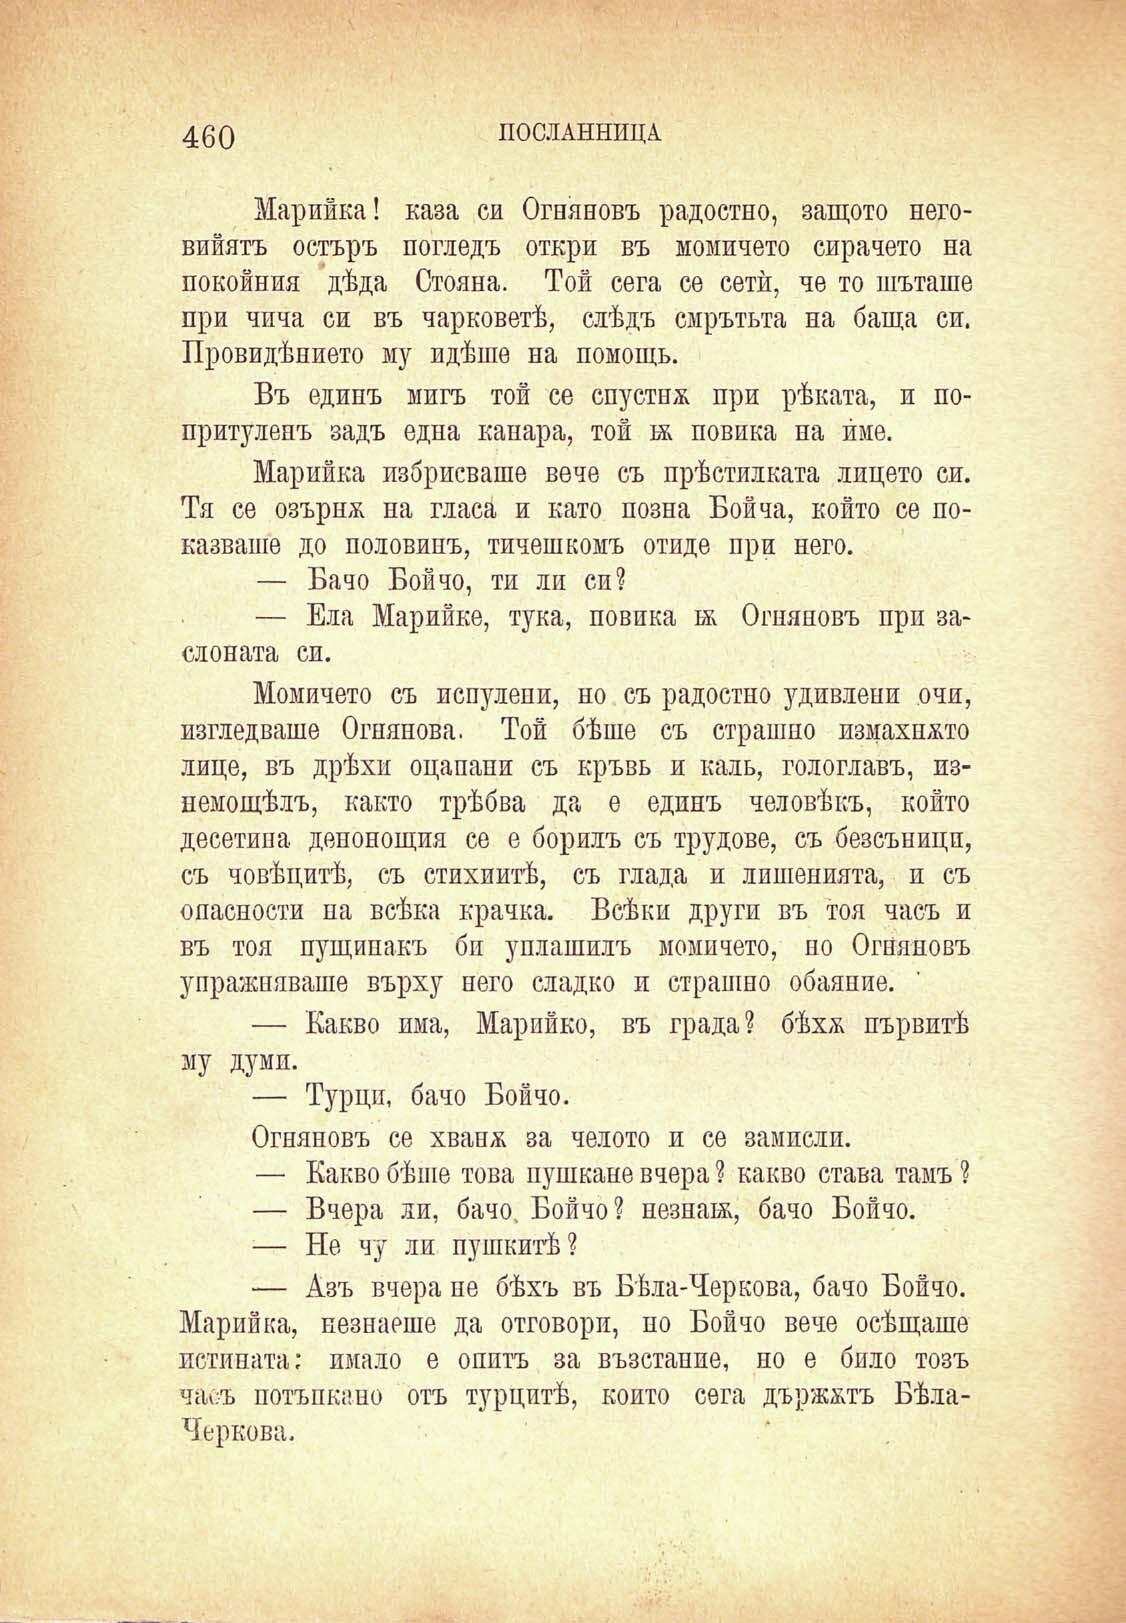 460 ПОСЛАННИЦА
Марийка! каза си Огняновъ радостно, защото него-
вийятъ остъръ погледъ откри въ момичето сирачето на
покойния дѣда Стояна. Той сега се сетѝ, че то шъташе
при чича си въ чарковетѣ, слѣдъ смрътьта на баща си.
Провидѣнието му идѣше на помощь.
Въ единъ мигъ той се спустнѫ при рѣката, и по-
притуленъ задъ една канара, той ѭ повика на име.
Марийка избрисваше вече съ прѣстилката лицето си.
Тя се озърнѫ на гласа́ и като позна Бойча, който се по-
казваше до половинъ, тичешкомъ отиде при него.
— Бачо Бойчо, ти ли си?
— Ела Марийке, тука, повика ѭ Огняновъ при за-
слоната си.
Момичето съ испулени, но съ радостно удивлени очи,
изгледваше Огнянова. Той бѣше съ страшно измахнѫто
лице, въ дрѣхи оцапани съ кръвь и каль, гологлавъ, из-
немощѣлъ, както трѣбва да е единъ человѣкъ, който
десетина денонощия се е борилъ съ трудове, съ безсъници,
съ човѣцитѣ, съ стихиитѣ, съ глада и лишенията, и съ
опасности на всѣка крачка. Всѣки други въ тоя часъ и
въ тоя пущинакъ би уплашилъ момичето, но Огняновъ
упражняваше върху него сладко и страшно обаяние.
— Какво има, Марийко, въ града? бѣхѫ първитѣ
му думи.
— Турци, бачо Бойчо.
Огняновъ се хванѫ за челото и се замисли.
— Какво бѣше това пушкане вчера? какво става тамъ?
— Вчера ли, бачо Бойчо? незнаѭ, бачо Бойчо.
— Не чу ли пушкитѣ?
— Азъ вчера не бѣхъ въ Бѣла-Черкова, бачо Бойчо.
Марийка, незнаеше да отговори, но Бойчо вече осѣщаше
истината: имало е опитъ за възстание, но е било тозъ
часъ потъпкано отъ турцитѣ, които сега държѫтъ Бѣла-
Черкова.